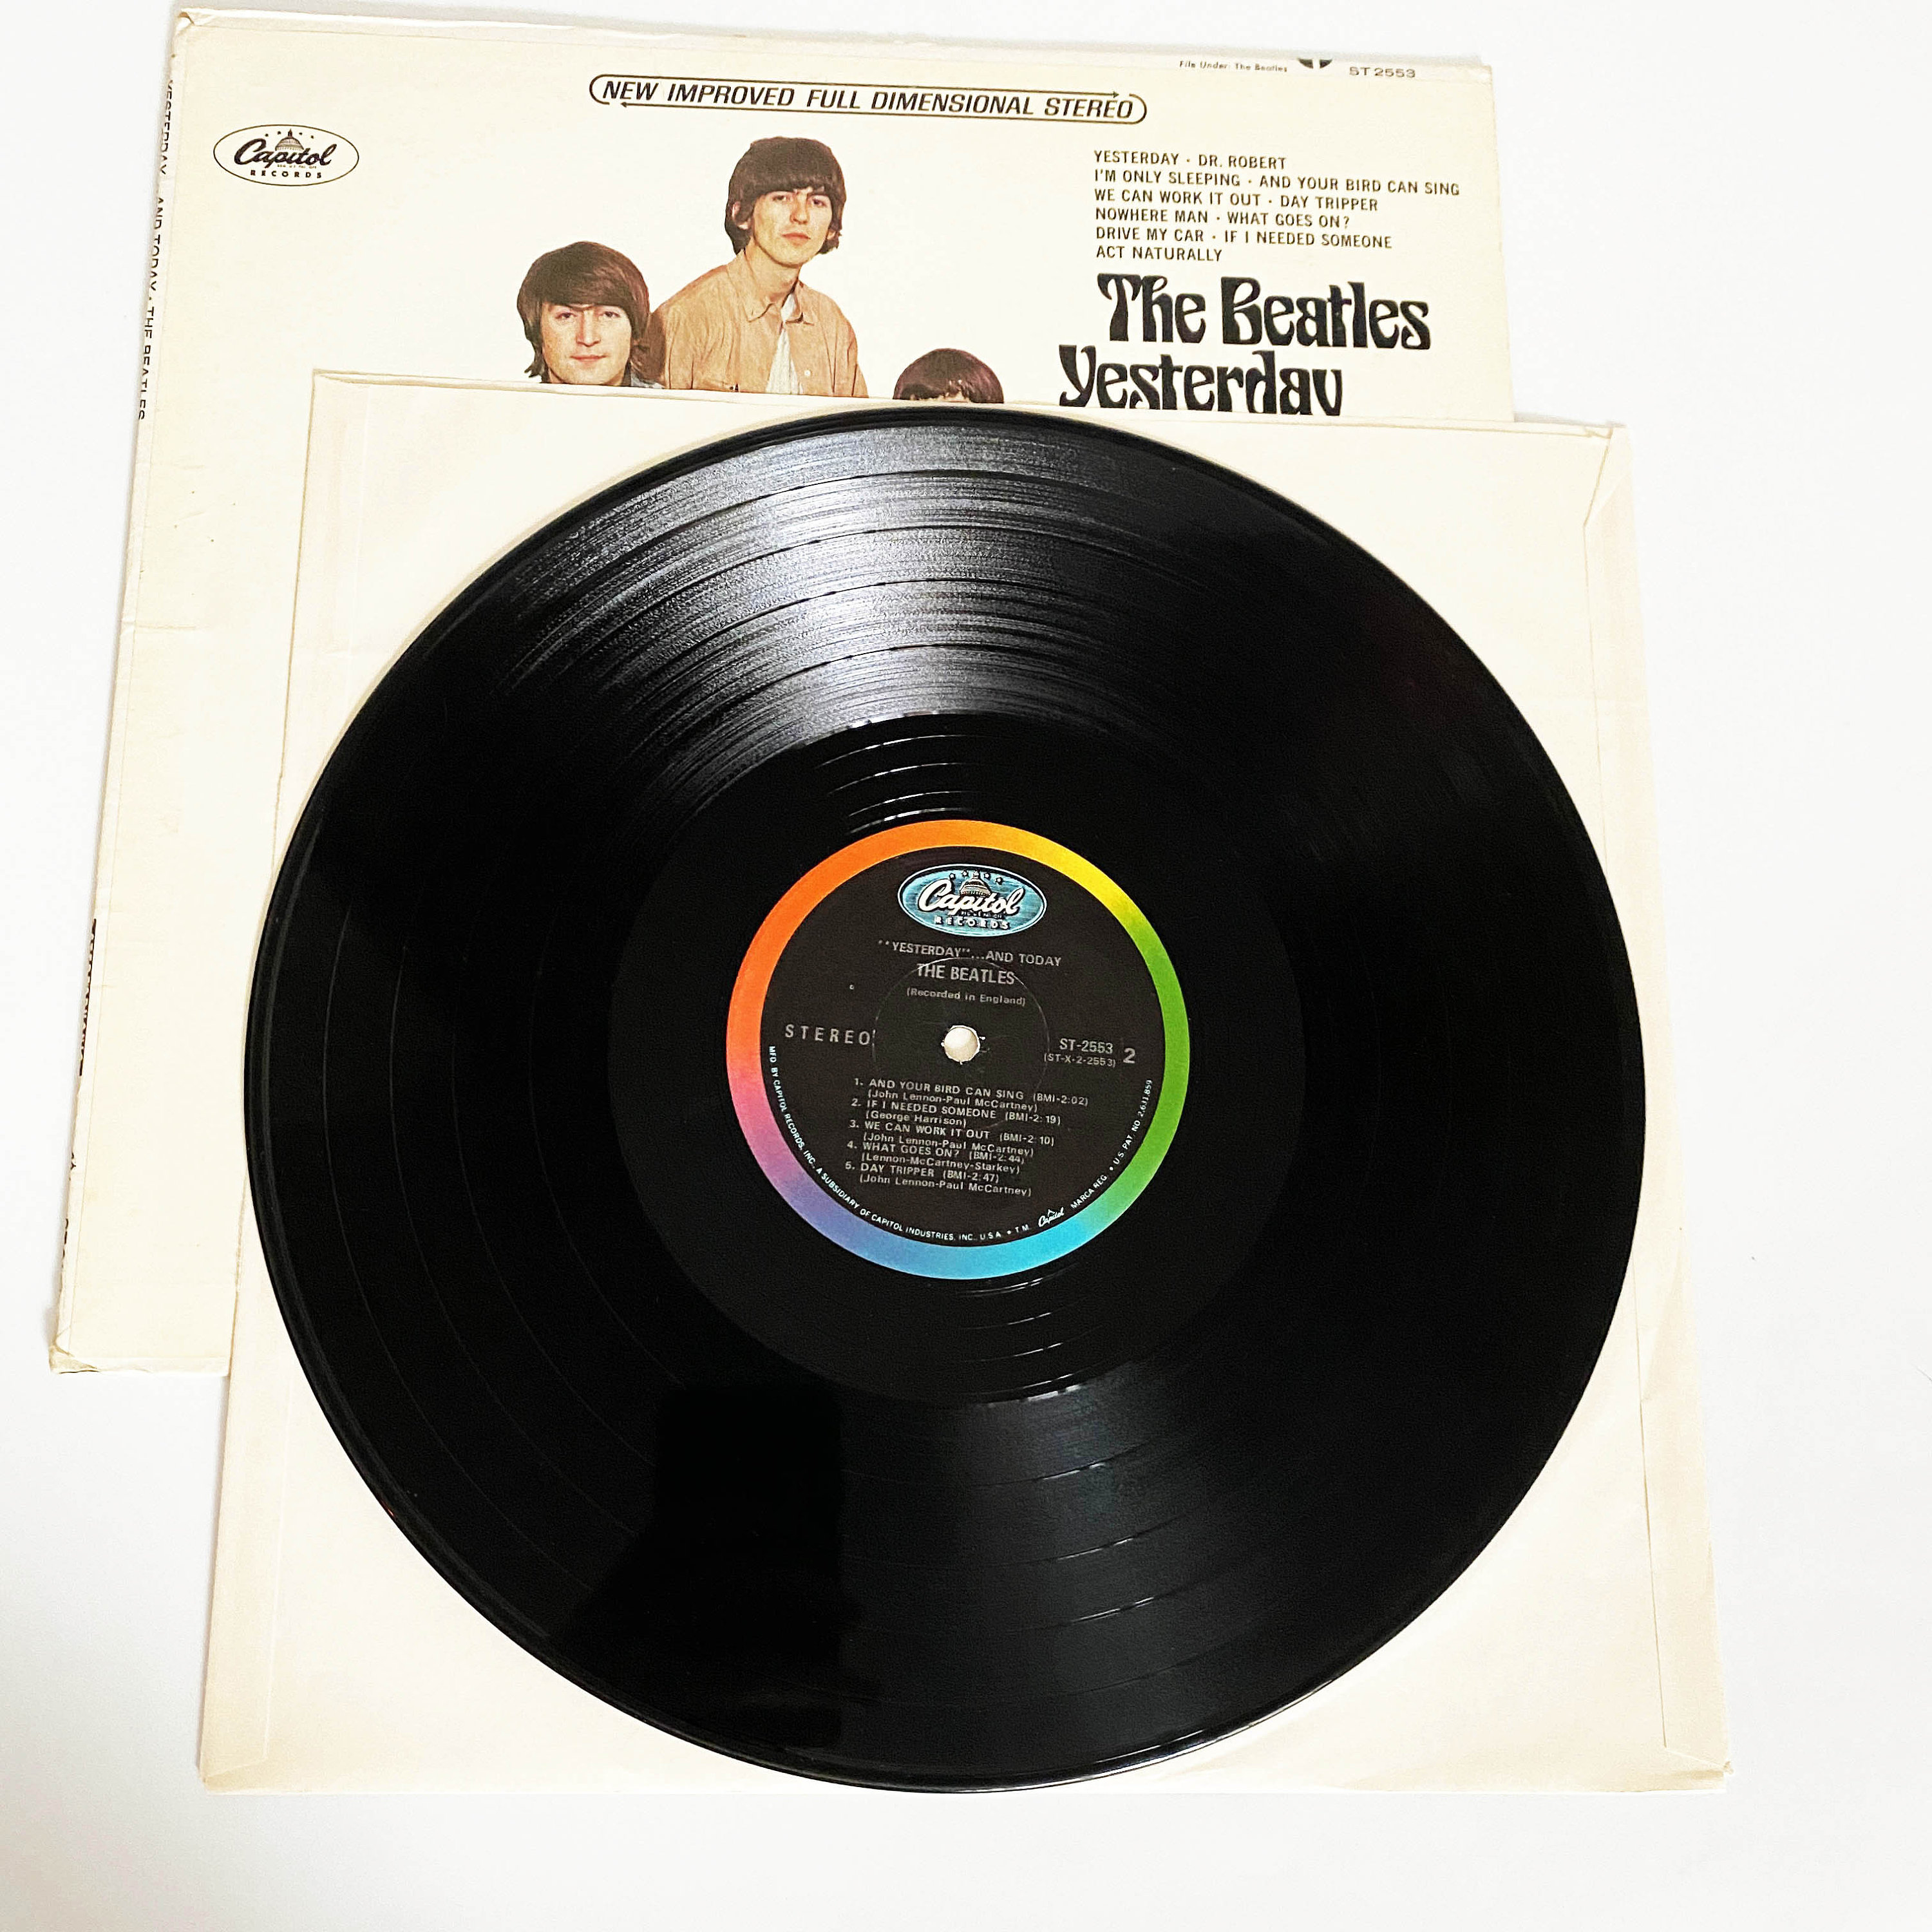 File Under: The Beatles
ST 2553
NEW IMPROVED FULL DIMENSIONAL STEREO
Capitol
RECORDS
YESTERDAY · DR. ROBERT
I'M ONLY SLEEPING · AND YOUR BIRD CAN SING
WE CAN WORK IT OUT · DAY TRIPPER
NOWHERE MAN · WHAT GOES ON?
DRIVE MY CAR · IF I NEEDED SOMEONE
ACT NATURALLY
The Beatles
Yesterday
YESTERDAY ...AND TODAY · THE BEATLES
Capitol
RECORDS
"YESTERDAY"...AND TODAY
THE BEATLES
(Recorded in England)
STEREO
ST-2553
(ST-X-2-2553)
2
1. AND YOUR BIRD CAN SING (BMI-2:02)
(John Lennon-Paul McCartney)
2. IF I NEEDED SOMEONE (BMI-2:19)
(George Harrison)
3. WE CAN WORK IT OUT (BMI-2:10)
(John Lennon-Paul McCartney)
4. WHAT GOES ON? (BMI-2:44)
(Lennon-McCartney-Starkey)
5. DAY TRIPPER (BMI-2:47)
(John Lennon-Paul McCartney)
MFD. BY CAPITOL RECORDS, INC., A SUBSIDIARY OF CAPITOL INDUSTRIES, INC., U.S.A. • T.M. Capitol MARCA REG. • U.S. PAT. NO. 2,631,859